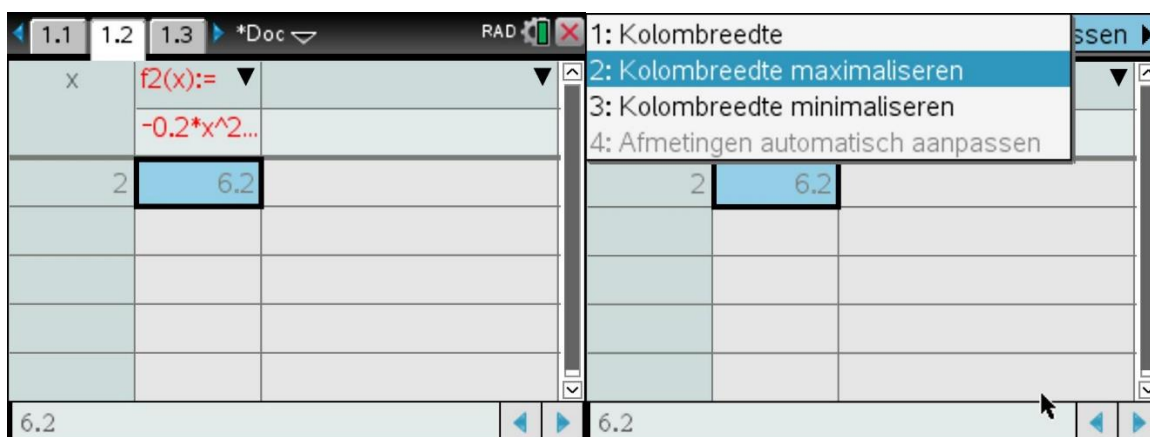 1.1 1.2 1.3 *Doc RAD
x f2(x):=
-0.2*x^2...
2 6.2
6.2
1: Kolombreedte
2: Kolombreedte maximaliseren
3: Kolombreedte minimaliseren
4: Afmetingen automatisch aanpassen
ssen
2 6.2
6.2